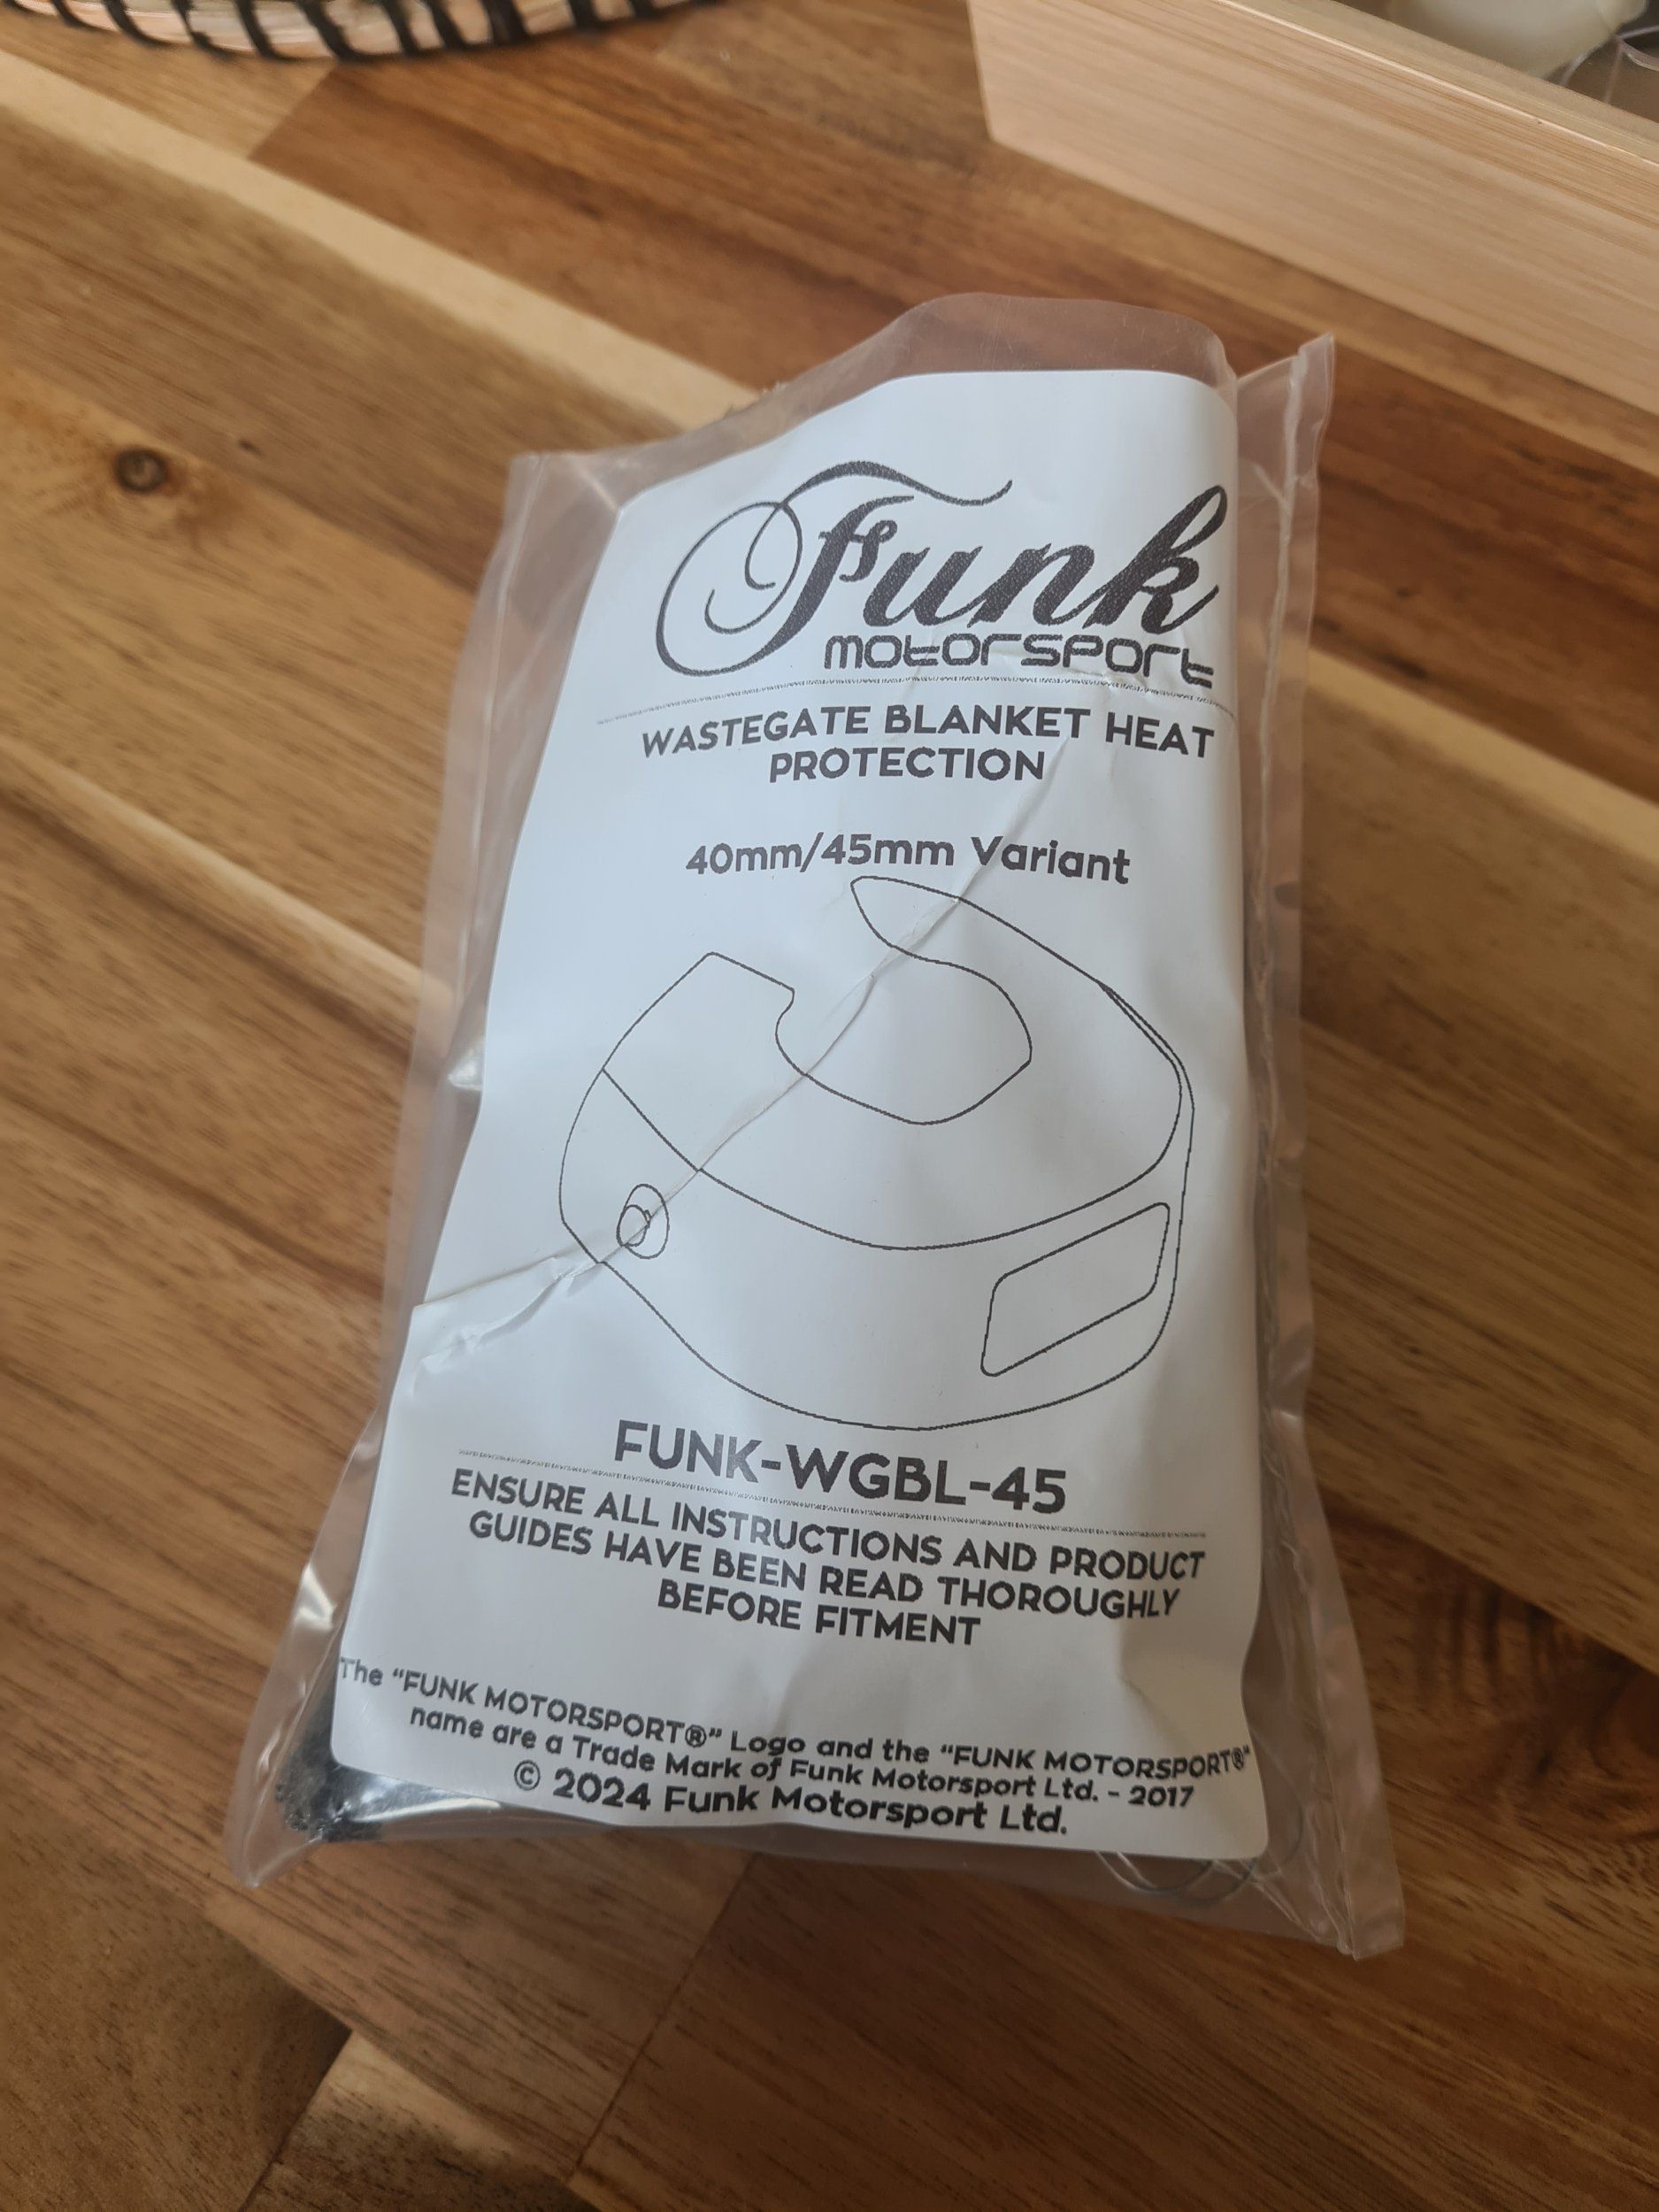 Funk
motorsport
WASTEGATE BLANKET HEAT
PROTECTION
40mm/45mm Variant
FUNK-WGBL-45
ENSURE ALL INSTRUCTIONS AND PRODUCT
GUIDES HAVE BEEN READ THOROUGHLY
BEFORE FITMENT
The “FUNK MOTORSPORT®” Logo and the “FUNK MOTORSPORT®”
name are a Trade Mark of Funk Motorsport Ltd. - 2017
© 2024 Funk Motorsport Ltd.